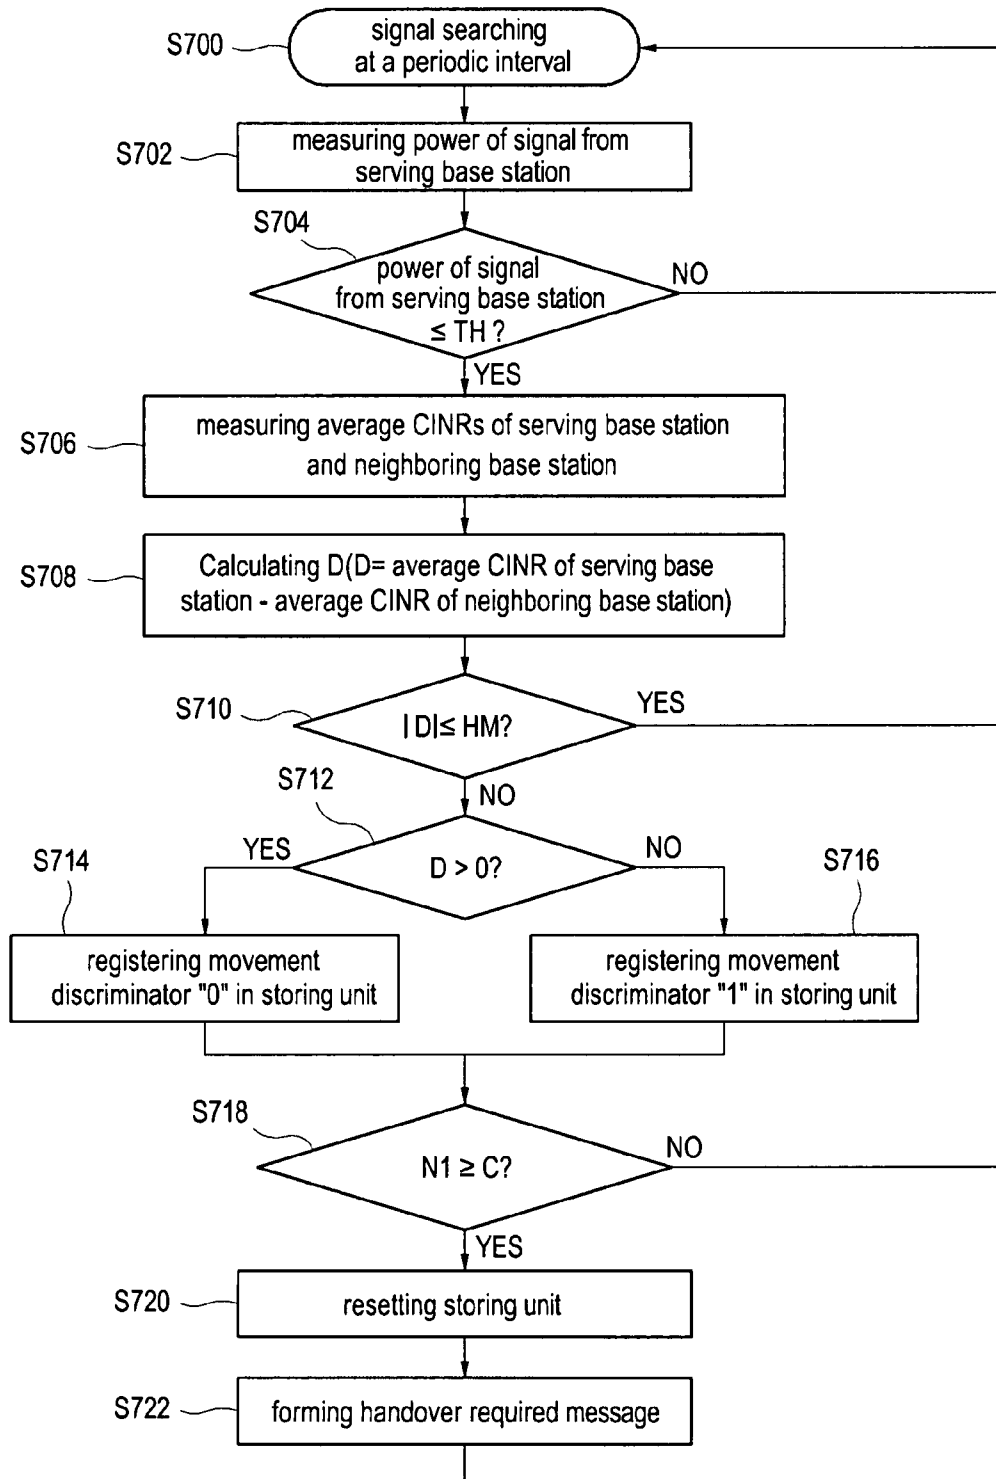 S700
signal searching
at a periodic interval
S702
measuring power of signal from
serving base station
S704
power of signal
from serving base station
≤ TH ?
NO
YES
S706
measuring average CINRs of serving base station
and neighboring base station
S708
Calculating D(D= average CINR of serving base
station - average CINR of neighboring base station)
S710
| D|≤ HM?
YES
NO
S712
D > 0?
YES
NO
S714
registering movement
discriminator "0" in storing unit
S716
registering movement
discriminator "1" in storing unit
S718
N1 ≥ C?
NO
YES
S720
resetting storing unit
S722
forming handover required message